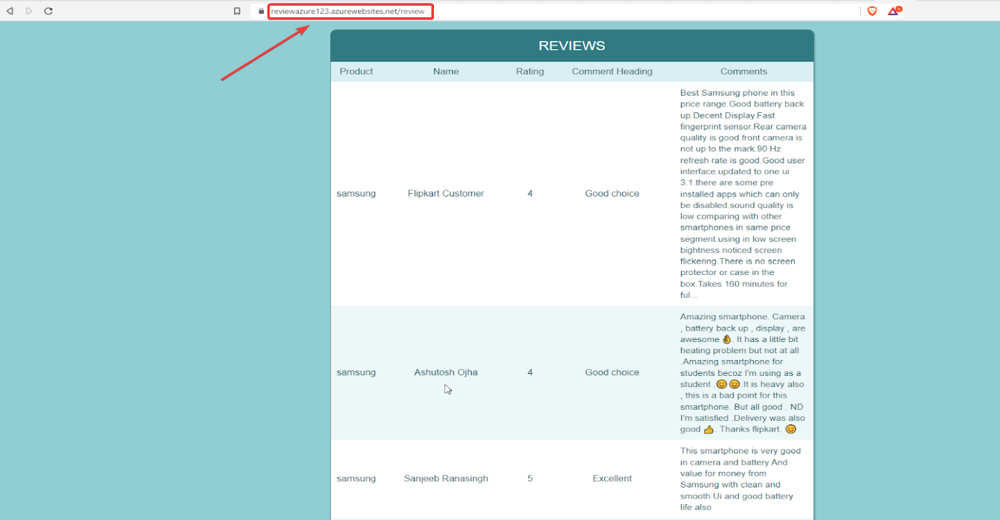 reviewazure123.azurewebsites.net/review
1
REVIEWS
Product Name Rating Comment Heading Comments
samsung Flipkart Customer 4 Good choice
Best Samsung phone in this
price range.Good battery back
up.Decent Display.Fast
fingerprint sensor.Rear camera
quality is good.front camera is
not up to the mark.90 Hz
refresh rate is good.Good user
interface.updated to one ui
3.1.there are some pre
installed apps which can only
be disabled.sound quality is
low comparing with other
smartphones in same price
segment.using in low screen
bightness noticed screen
flickering.There is no screen
protector or case in the
box.Takes 160 minutes for
ful...
samsung Ashutosh Ojha 4 Good choice
Amazing smartphone. Camera
, battery back up , display , are
awesome 👌. It has a little bit
heating problem but not at all
.Amazing smartphone for
students becoz I'm using as a
student .😊😊.It is heavy also
, this is a bad point for this
smartphone. But all good . ND
I'm satisfied .Delivery was also
good 👍. Thanks flipkart. 😊
samsung Sanjeeb Ranasingh 5 Excellent
This smartphone is very good
in camera and battery And
value for money from
Samsung with clean and
smooth Ui and good battery
life also